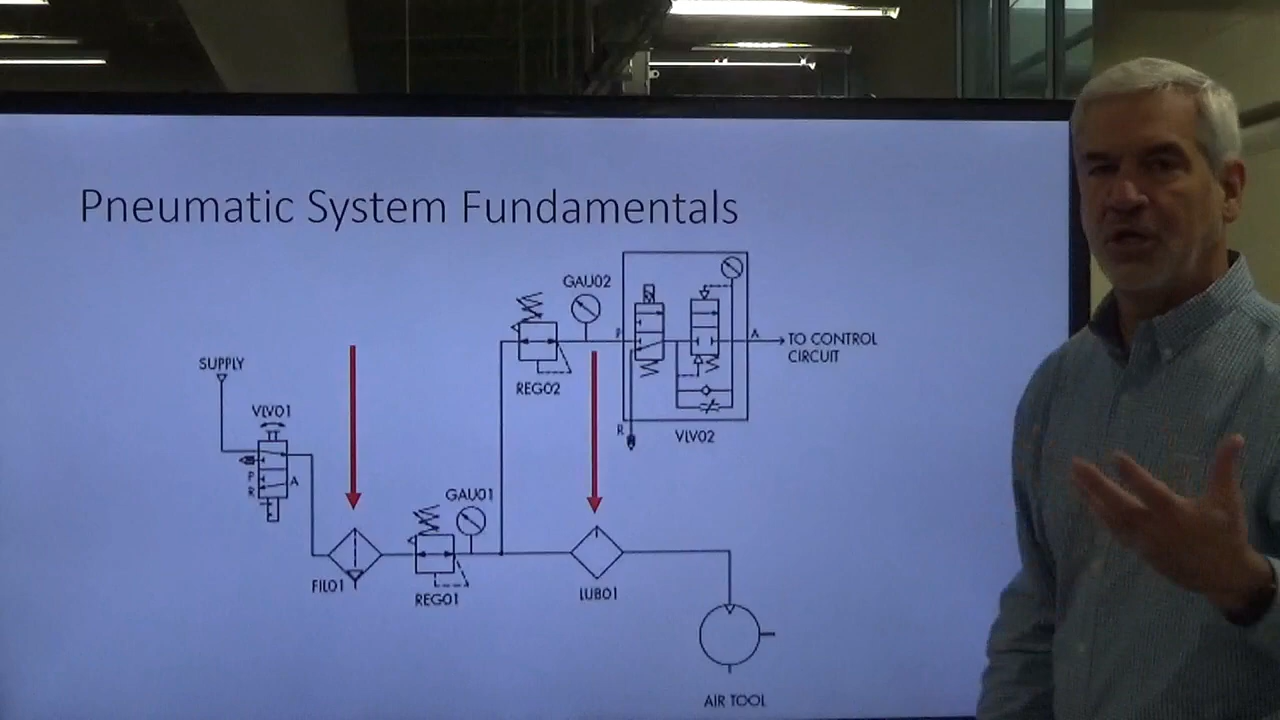 Pneumatic System Fundamentals
GAU02
P
A
TO CONTROL
CIRCUIT
SUPPLY
REG02
VLV01
R
VLV02
P
A
R
GAU01
FIL01
REG01
LUB01
AIR TOOL